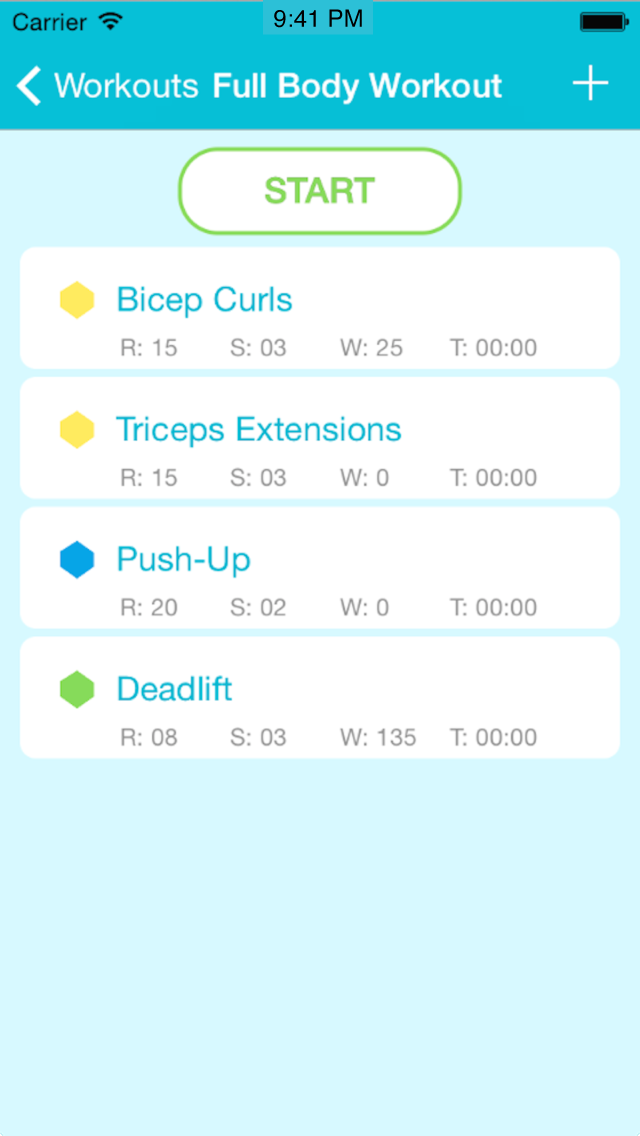 Carrier 9:41 PM
Workouts Full Body Workout +
START
Bicep Curls
R: 15 S: 03 W: 25 T: 00:00
Triceps Extensions
R: 15 S: 03 W: 0 T: 00:00
Push-Up
R: 20 S: 02 W: 0 T: 00:00
Deadlift
R: 08 S: 03 W: 135 T: 00:00